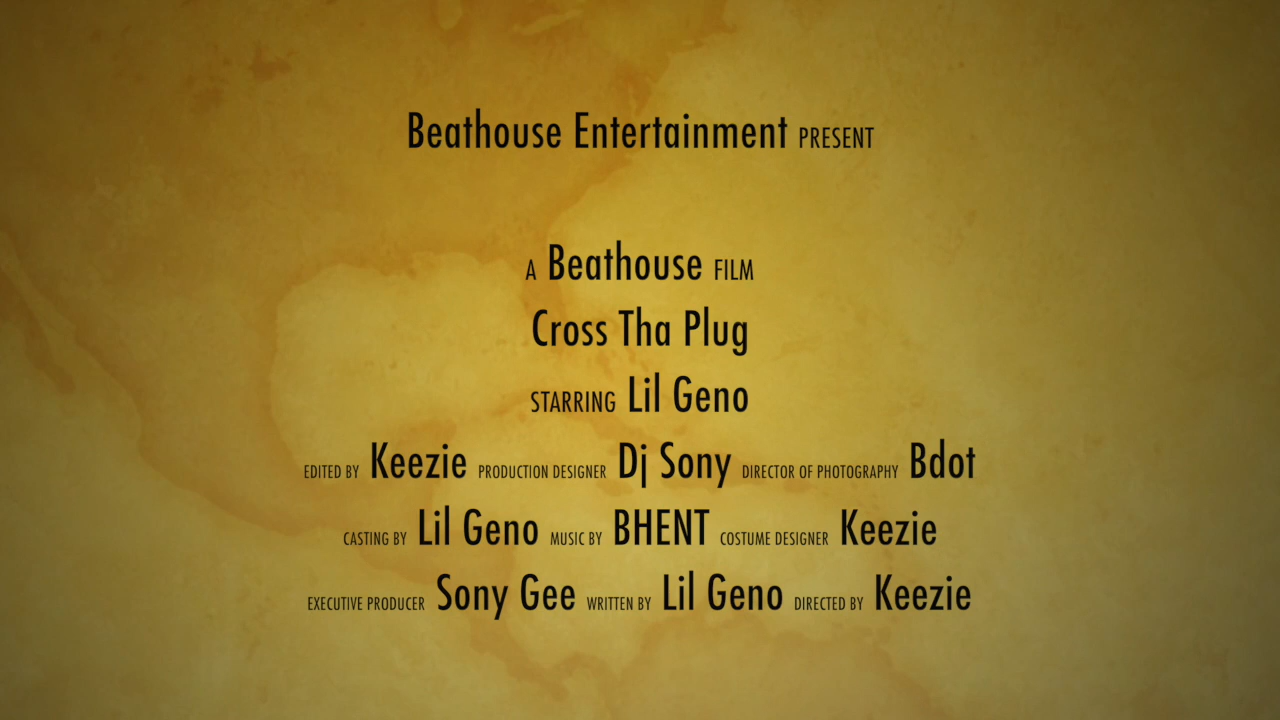 Beathouse Entertainment PRESENT
A Beathouse FILM
Cross Tha Plug
STARRING Lil Geno
EDITED BY Keezie PRODUCTION DESIGNER Dj Sony DIRECTOR OF PHOTOGRAPHY Bdot
CASTING BY Lil Geno MUSIC BY BHENT COSTUME DESIGNER Keezie
EXECUTIVE PRODUCER Sony Gee WRITTEN BY Lil Geno DIRECTED BY Keezie